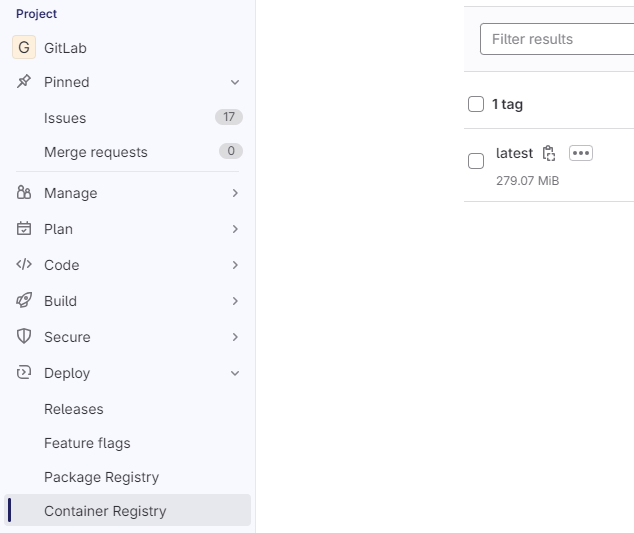 Project
G GitLab
Pinned
Issues 17
Merge requests 0
Manage
Plan
Code
Build
Secure
Deploy
Releases
Feature flags
Package Registry
Container Registry
Filter results
1 tag
latest
279.07 MiB